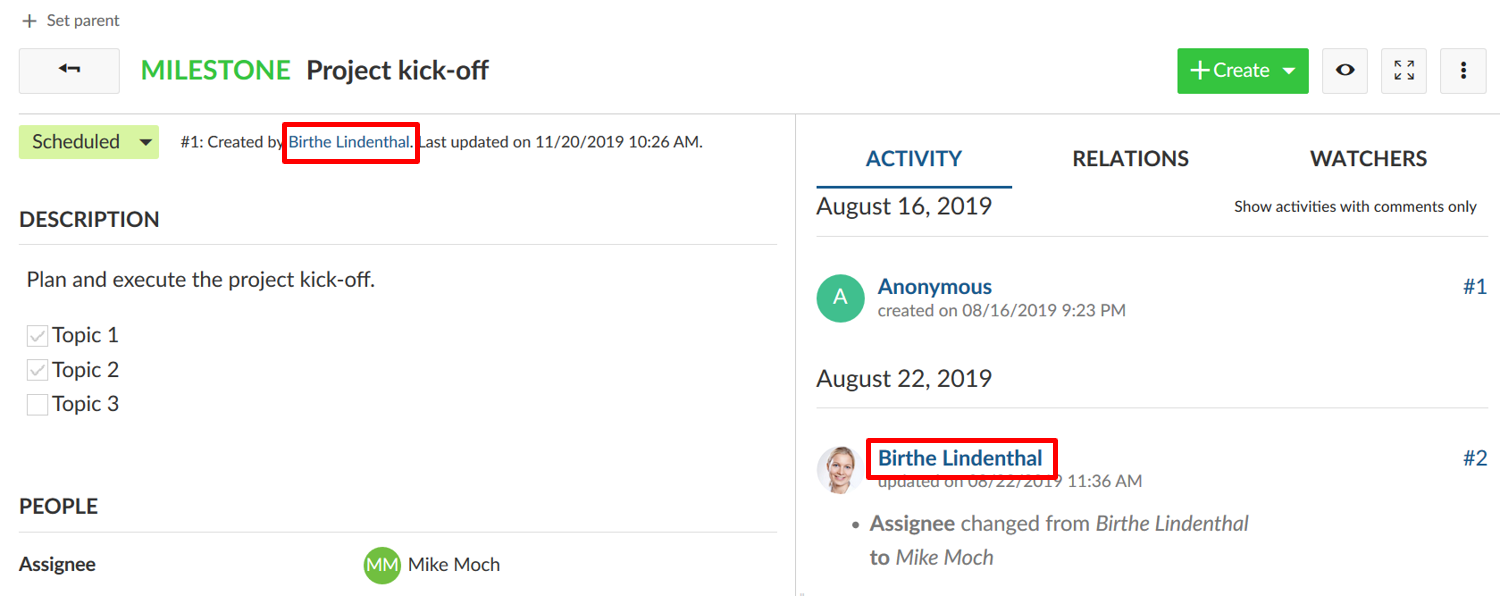 + Set parent
MILESTONE Project kick-off
+ Create
Scheduled
#1: Created by Birthe Lindenthal. Last updated on 11/20/2019 10:26 AM.
DESCRIPTION
Plan and execute the project kick-off.
Topic 1
Topic 2
Topic 3
PEOPLE
Assignee
MM Mike Moch
ACTIVITY
RELATIONS
WATCHERS
August 16, 2019
Show activities with comments only
A
Anonymous
#1
created on 08/16/2019 9:23 PM
August 22, 2019
Birthe Lindenthal
#2
updated on 08/22/2019 11:36 AM
• Assignee changed from Birthe Lindenthal
to Mike Moch